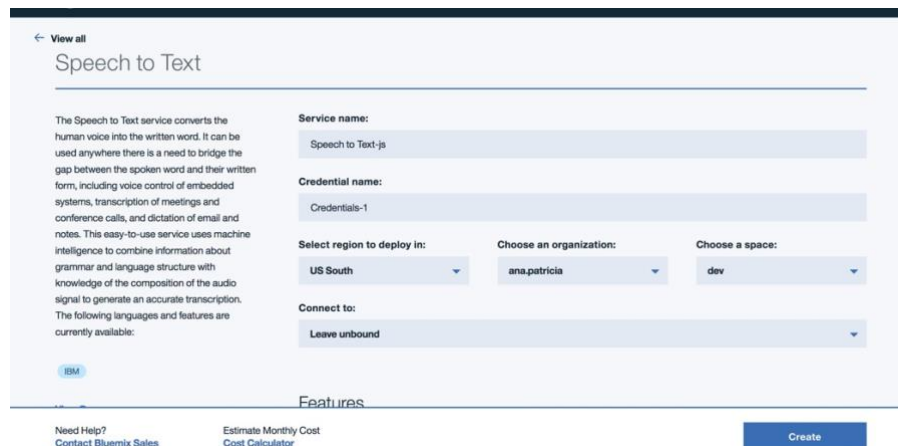 ← View all
Speech to Text
The Speech to Text service converts the
human voice into the written word. It can be
used anywhere there is a need to bridge the
gap between the spoken word and their written
form, including voice control of embedded
systems, transcription of meetings and
conference calls, and dictation of email and
notes. This easy-to-use service uses machine
intelligence to combine information about
grammar and language structure with
knowledge of the composition of the audio
signal to generate an accurate transcription.
The following languages and features are
currently available:
IBM
Service name:
Speech to Text-js
Credential name:
Credentials-1
Select region to deploy in:
US South
Choose an organization:
ana.patricia
Choose a space:
dev
Connect to:
Leave unbound
Features
Need Help?
Contact Bluemix Sales
Estimate Monthly Cost
Cost Calculator
Create